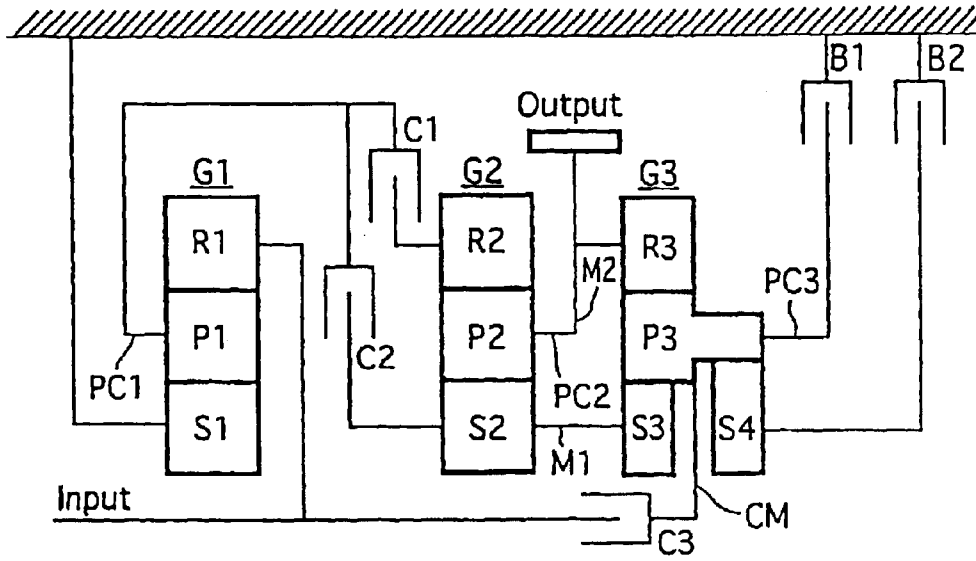 B1 B2
Output
C1
G1 G2 G3
R1 R2 R3
M2
PC3
P1 P2 P3
C2
PC1 PC2
S1 S2 S3 S4
M1
Input
CM
C3